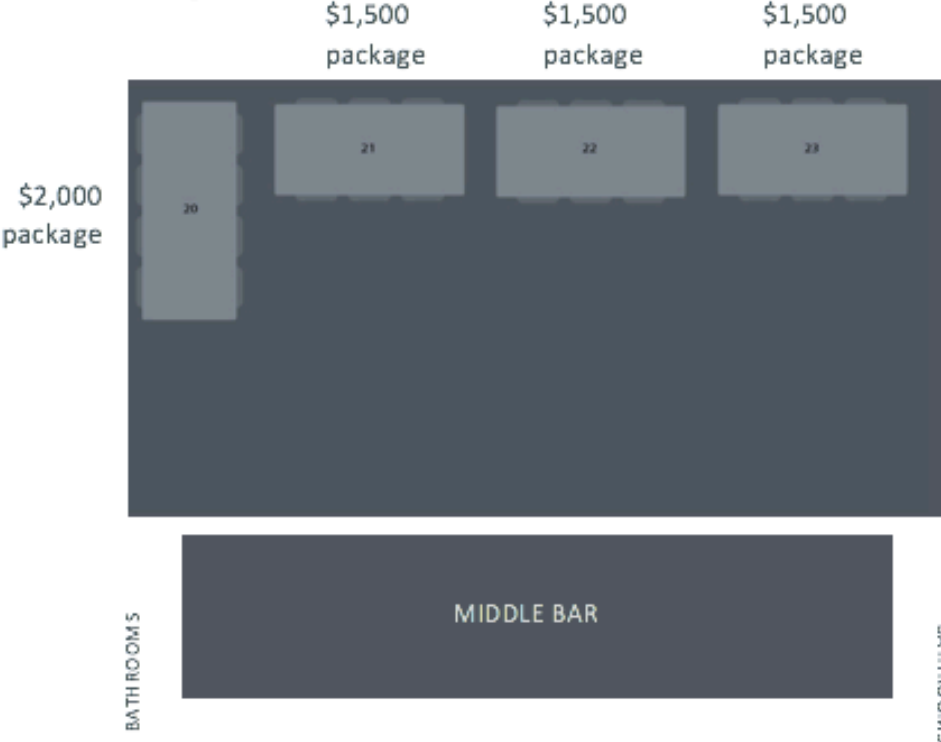 $1,500
package
$1,500
package
$1,500
package
$2,000
package
20
21
22
23
MIDDLE BAR
BATHROOMS